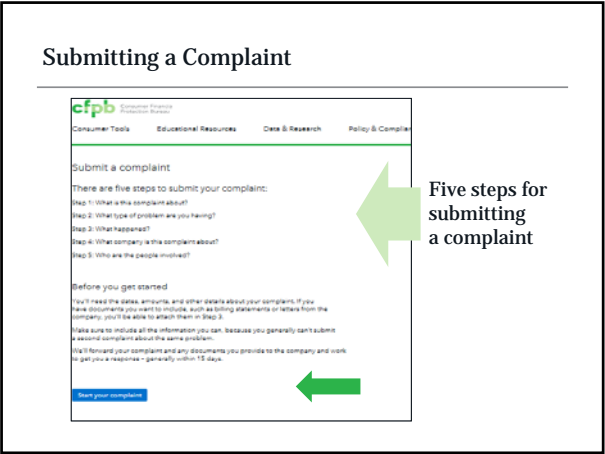 Submitting a Complaint
cfpb Consumer Finance
Protection Bureau
Consumer Tools Educational Resources Data & Research Policy & Complian
Submit a complaint
There are five steps to submit your complaint:
Step 1: What is this complaint about?
Step 2: What type of problem are you having?
Step 3: What happened?
Step 4: What company is this complaint about?
Step 5: Who are the people involved?
Five steps for
submitting
a complaint
Before you get started
You'll need the dates, amounts, and other details about your complaint. If you
have documents you want to include, such as billing statements or letters from the
company, you'll be able to attach them in Step 3.
Make sure to include all the information you can, because you generally can't submit
a second complaint about the same problem.
We'll forward your complaint and any documents you provide to the company and work
to get you a response – generally within 15 days.
Start your complaint